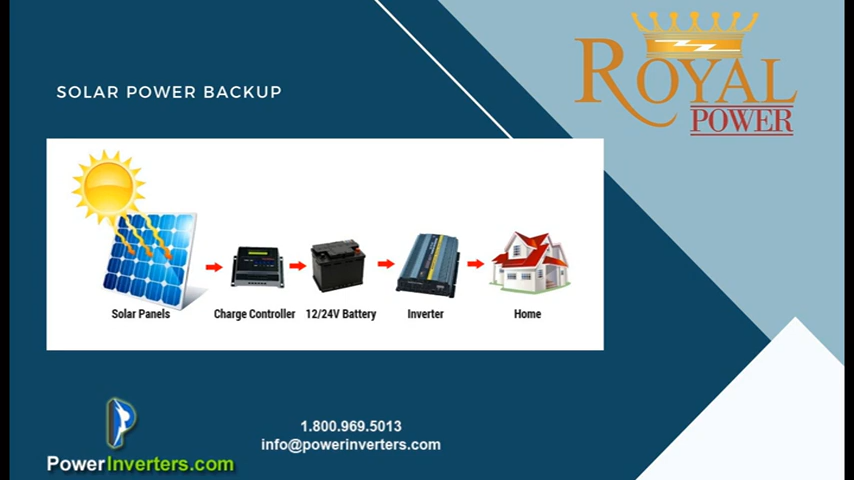 ROYAL
POWER
SOLAR POWER BACKUP
Solar Panels
Charge Controller
12/24V Battery
Inverter
Home
1.800.969.5013
info@powerinverters.com
PowerInverters.com